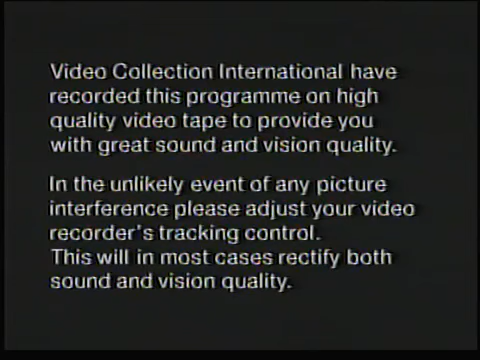 Video Collection International have
recorded this programme on high
quality video tape to provide you
with great sound and vision quality.
In the unlikely event of any picture
interference please adjust your video
recorder's tracking control.
This will in most cases rectify both
sound and vision quality.